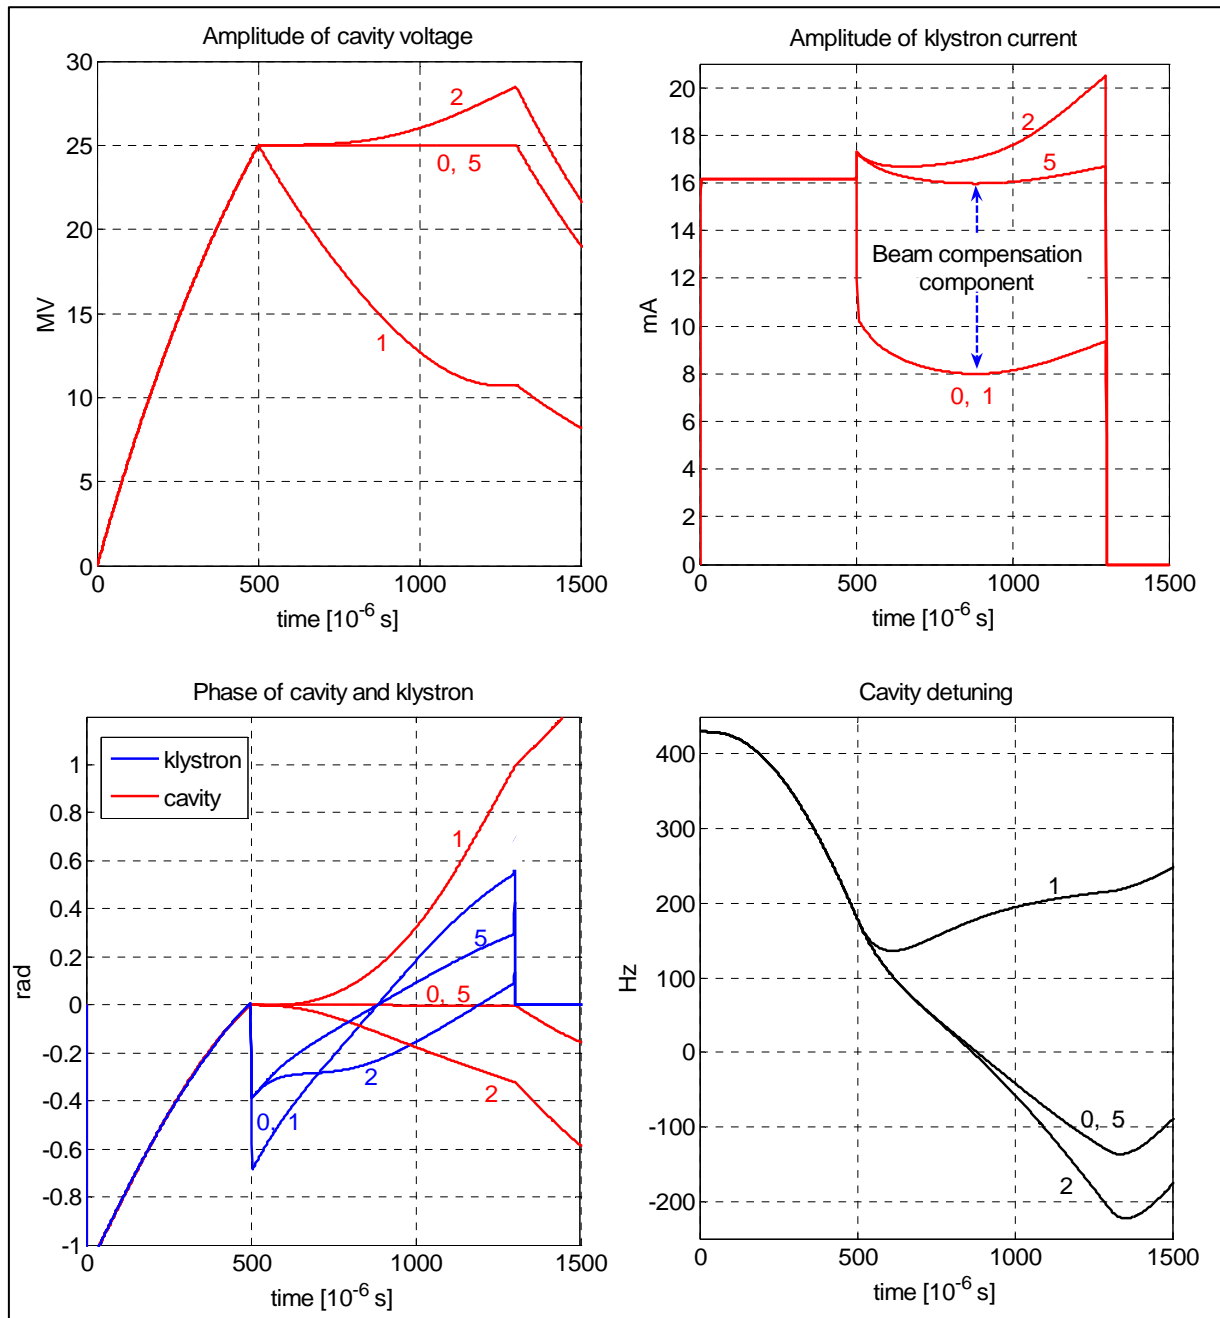 Amplitude of cavity voltage
30
25
20
15
10
5
0
MV
2
0, 5
1
0 500 1000 1500
time [10⁻⁶ s]
Amplitude of klystron current
20
18
16
14
12
10
8
6
4
2
0
mA
2
5
Beam compensation
component
0, 1
0 500 1000 1500
time [10⁻⁶ s]
Phase of cavity and klystron
klystron
cavity
1
0.8
0.6
0.4
0.2
0
-0.2
-0.4
-0.6
-0.8
-1
rad
1
5
0, 5
2
2
0, 1
0 500 1000 1500
time [10⁻⁶ s]
Cavity detuning
400
300
200
100
0
-100
-200
Hz
1
0, 5
2
0 500 1000 1500
time [10⁻⁶ s]